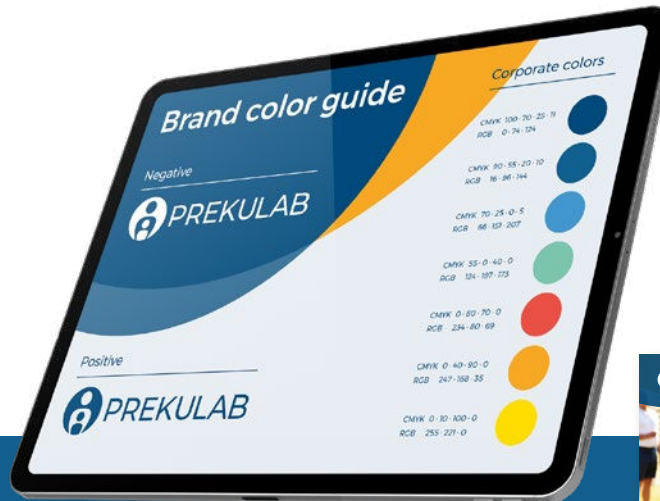 Brand color guide
Negative
PREKULAB
Positive
PREKULAB
Corporate colors
CMYK 100-70-25-11
RGB 0-74-124
CMYK 90-55-20-10
RGB 16-96-144
CMYK 70-25-0-5
RGB 66-151-207
CMYK 55-0-40-0
RGB 124-197-173
CMYK 0-80-70-0
RGB 234-80-69
CMYK 0-40-90-0
RGB 247-168-35
CMYK 0-10-100-0
RGB 255-221-0